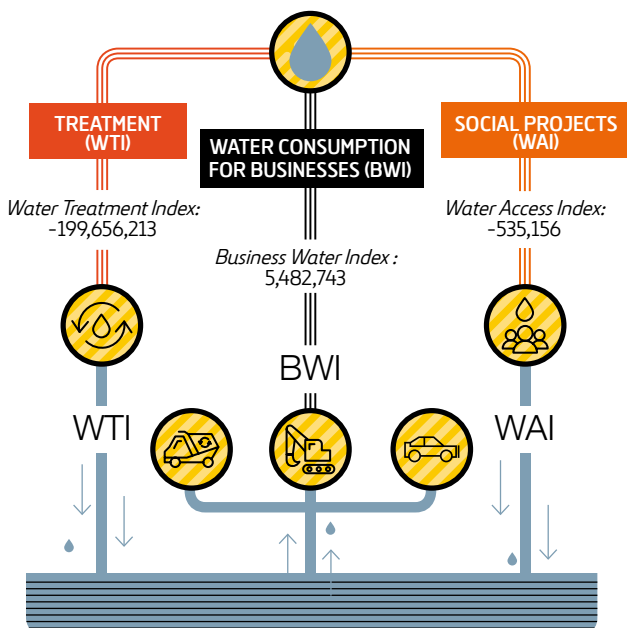 TREATMENT
(WTI)
Water Treatment Index:
-199,656,213
WTI
WATER CONSUMPTION
FOR BUSINESSES (BWI)
Business Water Index :
5,482,743
BWI
SOCIAL PROJECTS
(WAI)
Water Access Index:
-535,156
WAI